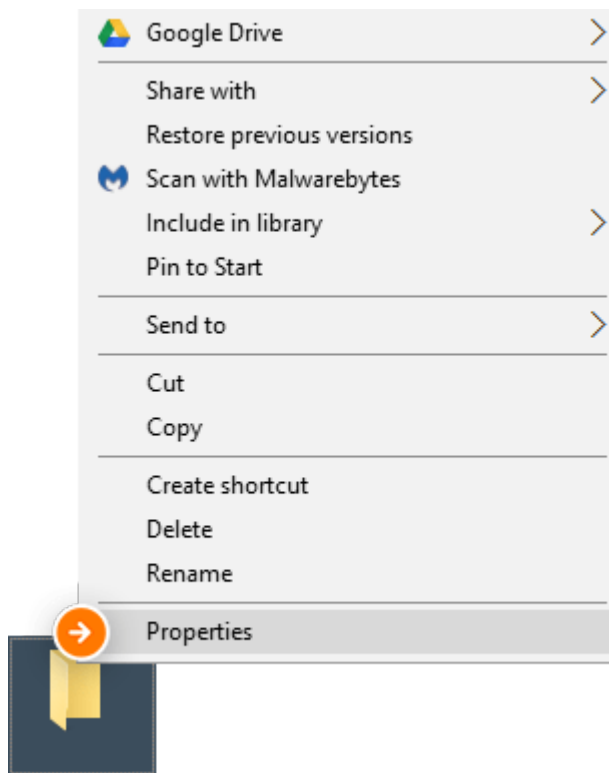 Google Drive
Share with
Restore previous versions
Scan with Malwarebytes
Include in library
Pin to Start
Send to
Cut
Copy
Create shortcut
Delete
Rename
Properties